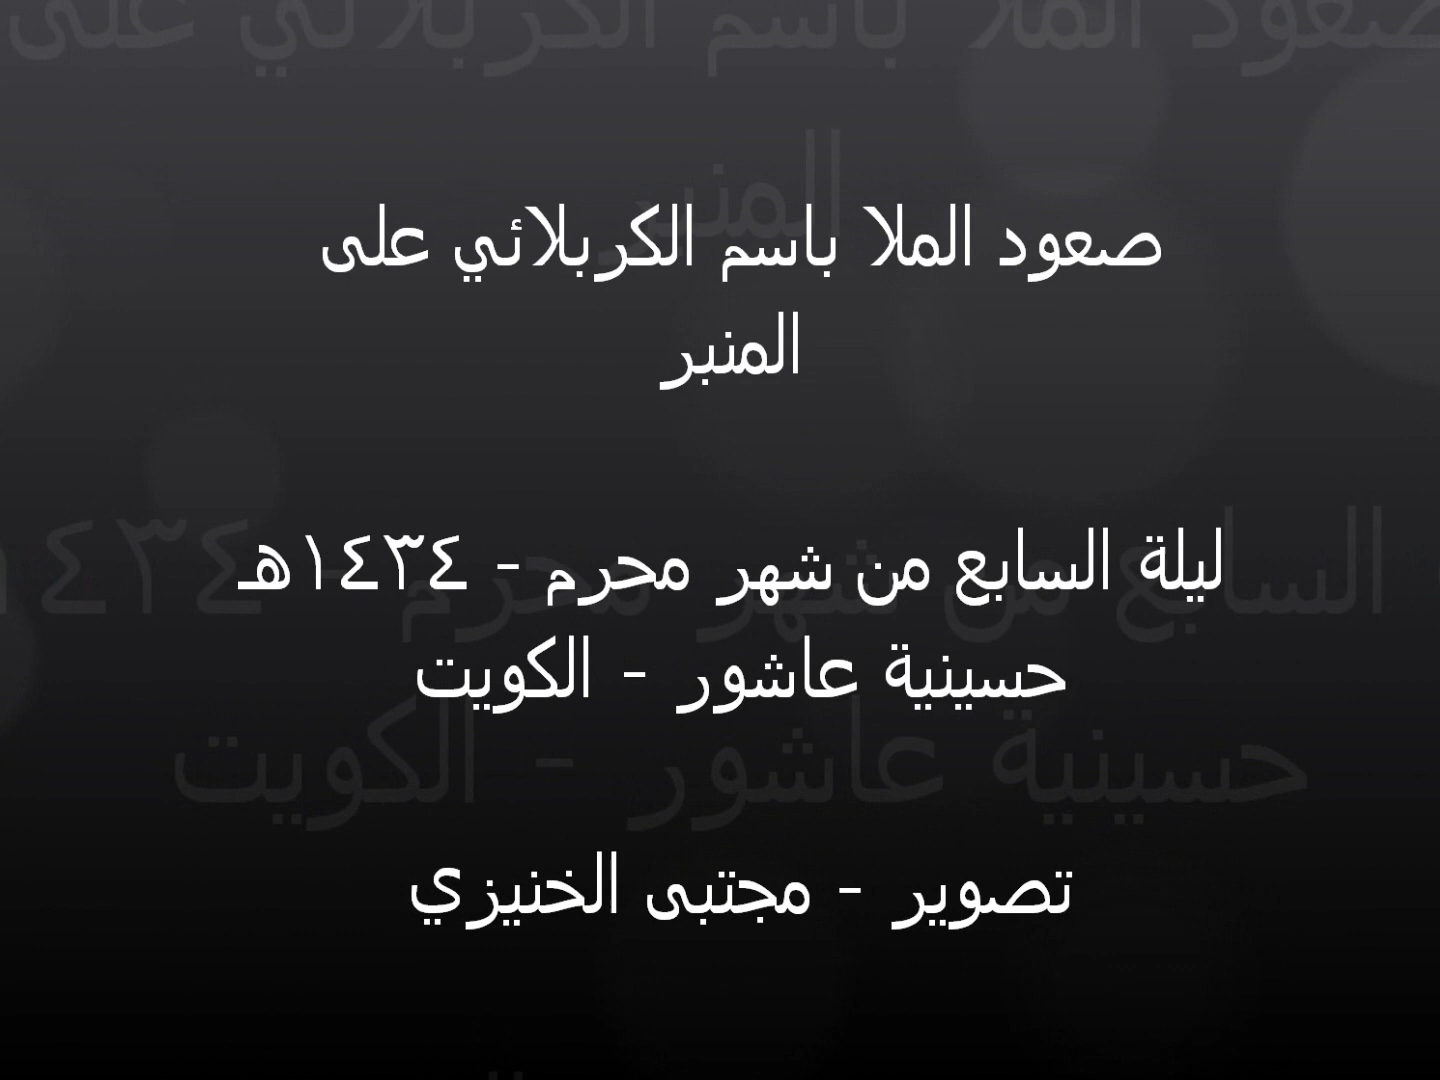 صعود الملا باسم الكربلائي على
المنبر
ليلة السابع من شهر محرم - ١٤٣٤هـ
حسينية عاشور - الكويت
تصوير - مجتبى الخنيزي